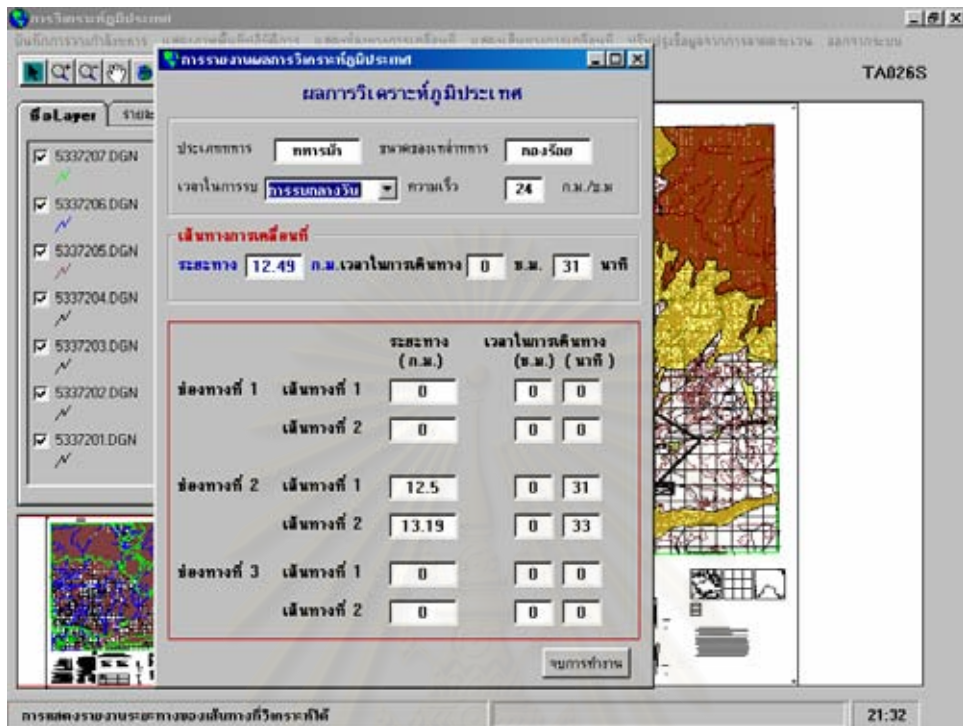 การวิเคราะห์ภูมิประเทศ
TA026S
ชื่อLayer
5337207.DGN
5337206.DGN
5337205.DGN
5337204.DGN
5337203.DGN
5337202.DGN
5337201.DGN
การรายงานผลการวิเคราะห์ภูมิประเทศ
ผลการวิเคราะห์ภูมิประเทศ
ประเภททหาร ทหารม้า ขนาดของเหล่าทหาร กองร้อย
เวลาในการรบ การรบกลางวัน ความเร็ว 24 ก.ม./ช.ม
เส้นทางการเคลื่อนที่
ระยะทาง 12.49 ก.ม.เวลาในการเดินทาง 0 ช.ม. 31 นาที
ระยะทาง เวลาในการเดินทาง
(ก.ม.) (ช.ม.) (นาที )
ช่องทางที่ 1 เส้นทางที่ 1 0 0 0
เส้นทางที่ 2 0 0 0
ช่องทางที่ 2 เส้นทางที่ 1 12.5 0 31
เส้นทางที่ 2 13.19 0 33
ช่องทางที่ 3 เส้นทางที่ 1 0 0 0
เส้นทางที่ 2 0 0 0
จบการทำงาน
การแสดงรายงานระยะทางของเส้นทางที่วิเคราะห์ได้
21:32